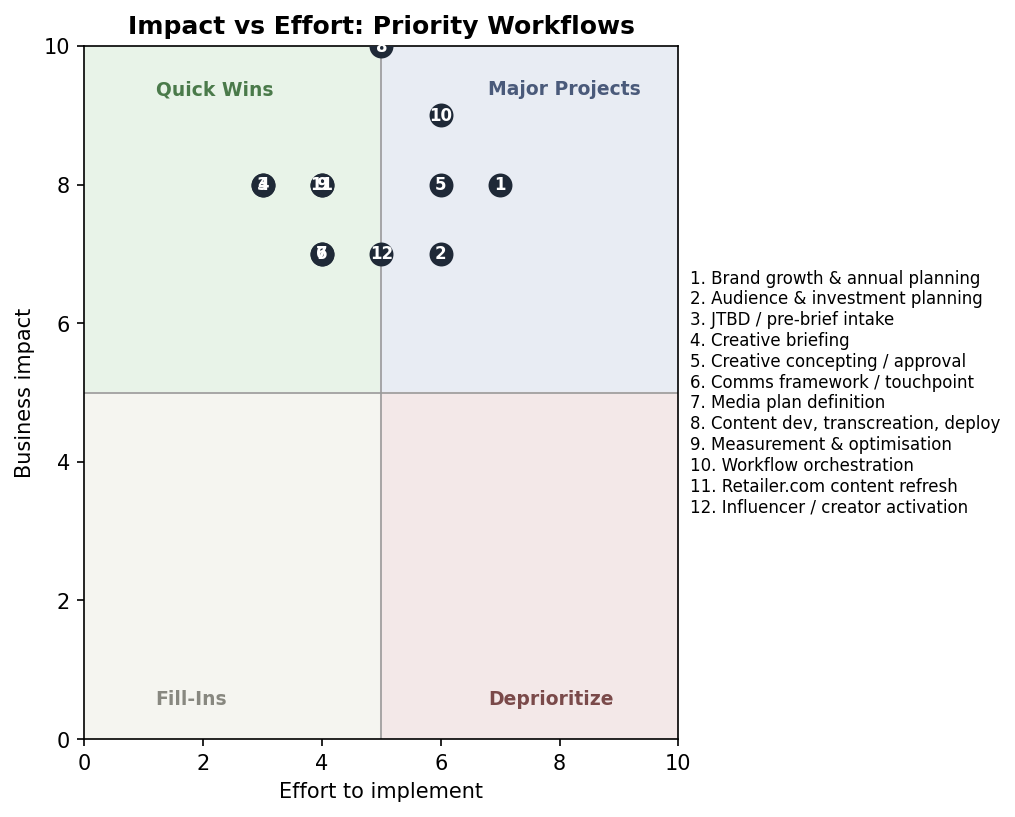 Impact vs Effort: Priority Workflows
10
8
6
4
2
0
Business impact
Quick Wins
Major Projects
8
10
5
1
12
2
Fill-Ins
Deprioritize
0
2
4
6
8
10
Effort to implement
1. Brand growth & annual planning
2. Audience & investment planning
3. JTBD / pre-brief intake
4. Creative briefing
5. Creative concepting / approval
6. Comms framework / touchpoint
7. Media plan definition
8. Content dev, transcreation, deploy
9. Measurement & optimisation
10. Workflow orchestration
11. Retailer.com content refresh
12. Influencer / creator activation